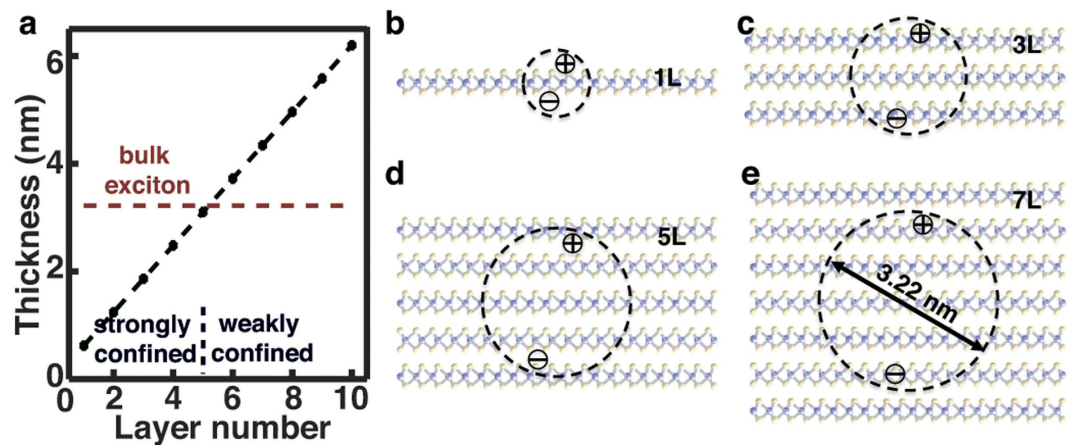 a
Thickness (nm)
6
4
2
0
bulk
exciton
strongly
confined
weakly
confined
0 2 4 6 8 10
Layer number
b
1L
c
3L
d
5L
e
7L
3.22 nm